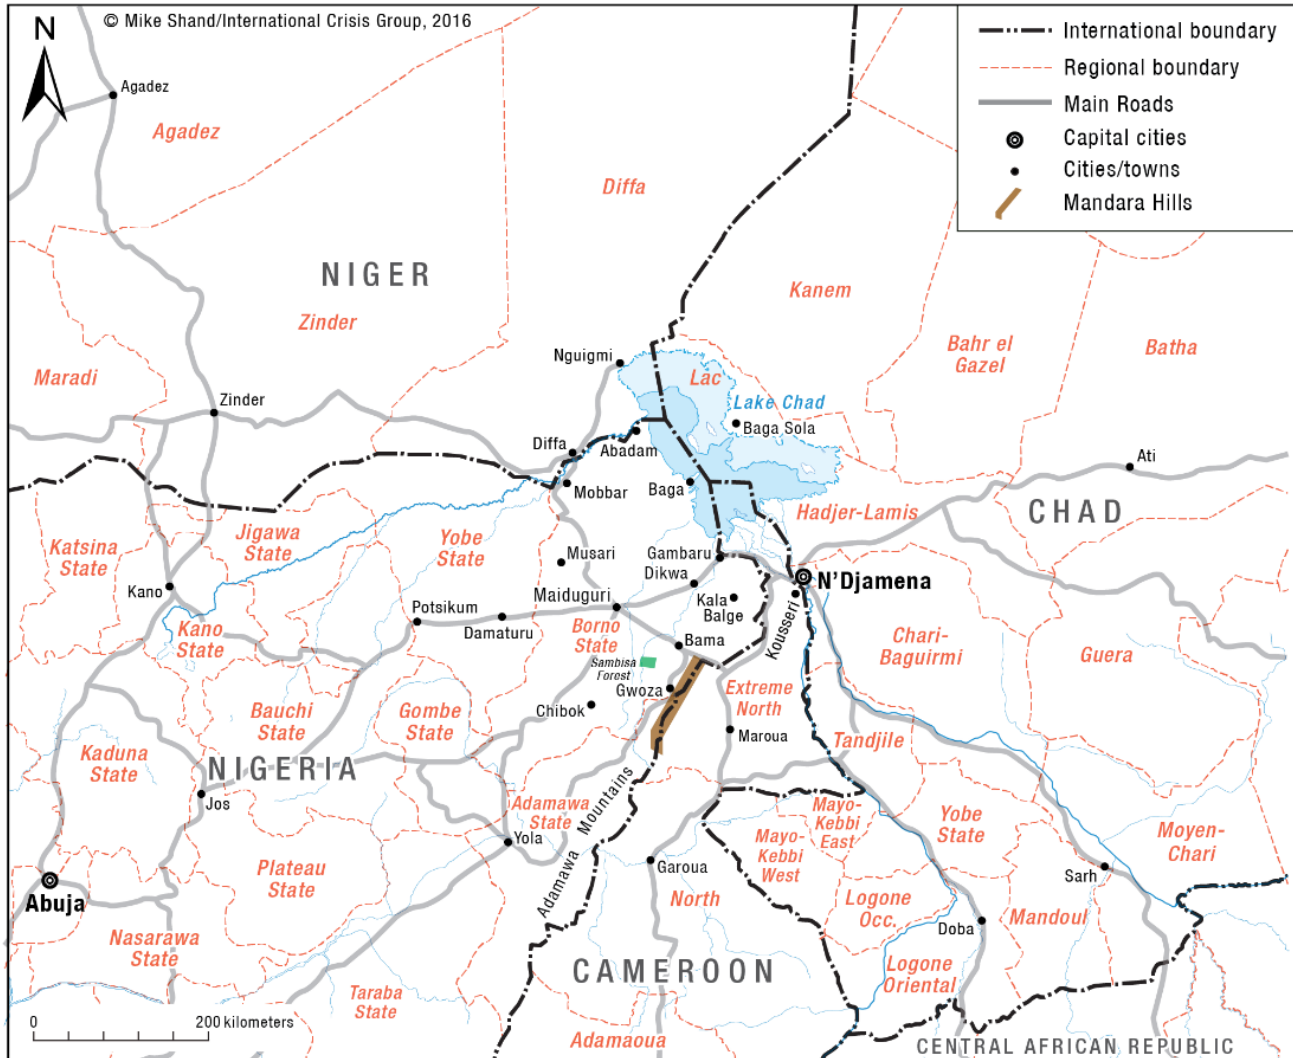 © Mike Shand/International Crisis Group, 2016
N
International boundary
Regional boundary
Main Roads
Capital cities
Cities/towns
Mandara Hills
Agadez
Agadez
Diffa
NIGER
Zinder
Kanem
Bahr el
Gazel
Batha
Maradi
Nguigmi
Lac
Zinder
Lake Chad
Baga Sola
Diffa
Abadam
Ati
Mobbar
Baga
Hadjer-Lamis
CHAD
Katsina
State
Jigawa
State
Yobe
State
Musari
Gambaru
Dikwa
N'Djamena
Kano
Maiduguri
Kala
Balge
Kousseri
Potsikum
Damaturu
Kano
State
Borno
State
Bama
Chari-
Baguirmi
Guera
Sambisa
Forest
Gwoza
Extreme
North
Chibok
Bauchi
State
Gombe
State
Maroua
Tandjile
Kaduna
State
NIGERIA
Jos
Adamawa
State
Adamawa Mountains
Mayo-
Kebbi
East
Yobe
State
Yola
Mayo-
Kebbi
West
Moyen-
Chari
Plateau
State
Garoua
Sarh
Abuja
North
Logone
Occ.
Mandoul
Doba
Nasarawa
State
CAMEROON
Logone
Oriental
Taraba
State
0
200 kilometers
Adamaoua
CENTRAL AFRICAN REPUBLIC